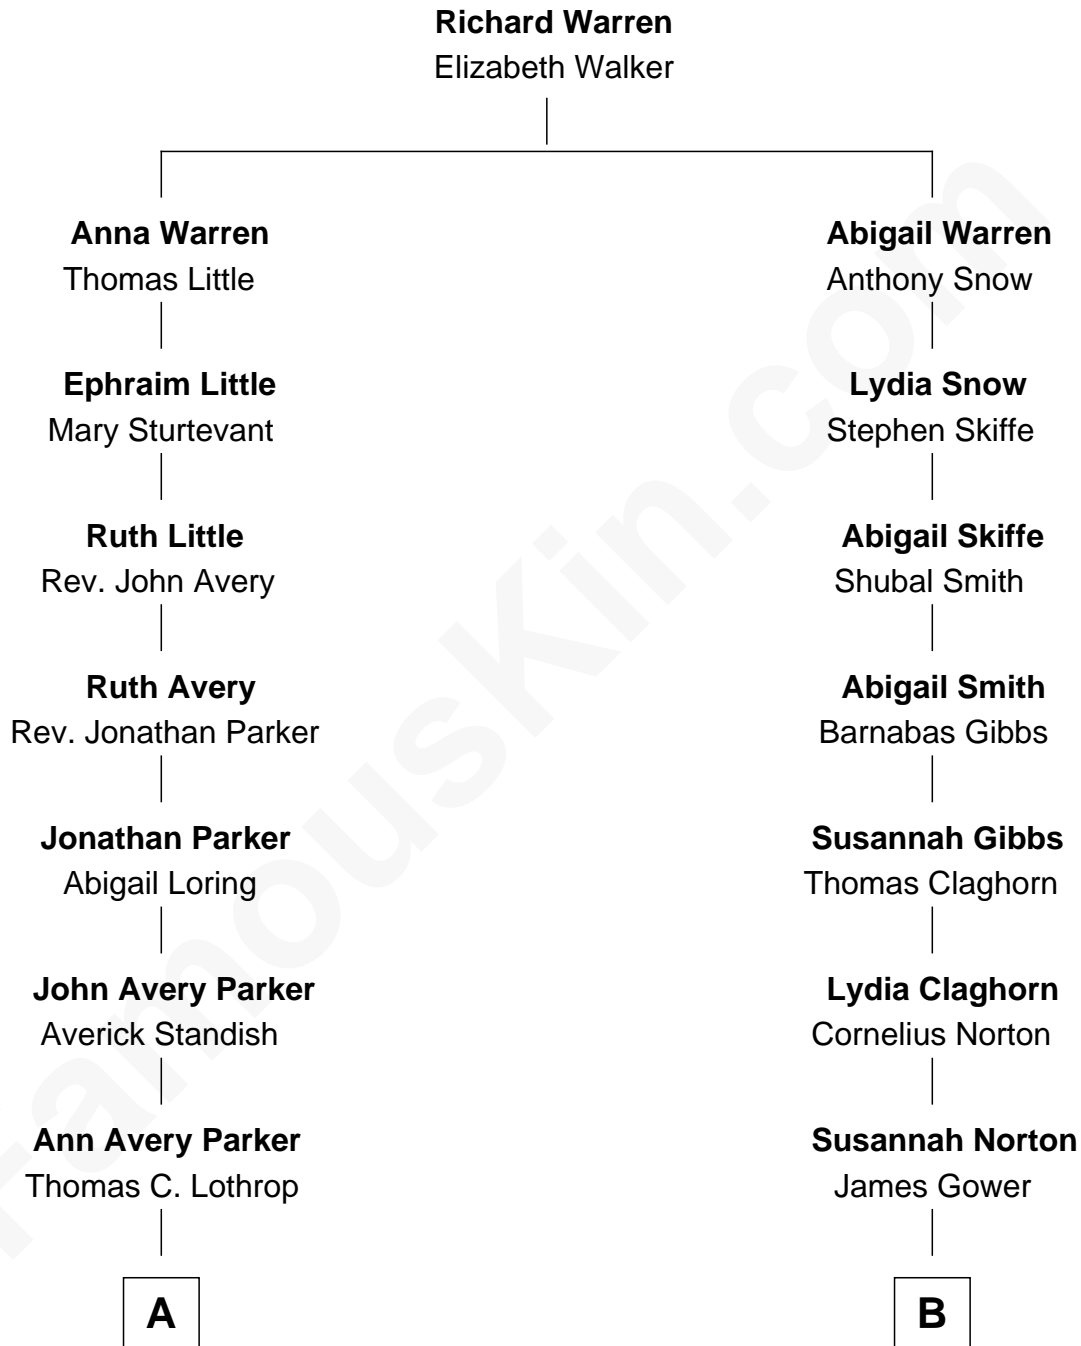 Richard Warren
Elizabeth Walker
Anna Warren
Thomas Little
Abigail Warren
Anthony Snow
Ephraim Little
Mary Sturtevant
Lydia Snow
Stephen Skiffe
Ruth Little
Rev. John Avery
Abigail Skiffe
Shubal Smith
Ruth Avery
Rev. Jonathan Parker
Abigail Smith
Barnabas Gibbs
Jonathan Parker
Abigail Loring
Susannah Gibbs
Thomas Claghorn
John Avery Parker
Averick Standish
Lydia Claghorn
Cornelius Norton
Ann Avery Parker
Thomas C. Lothrop
Susannah Norton
James Gower
A
B
FamousKin.com